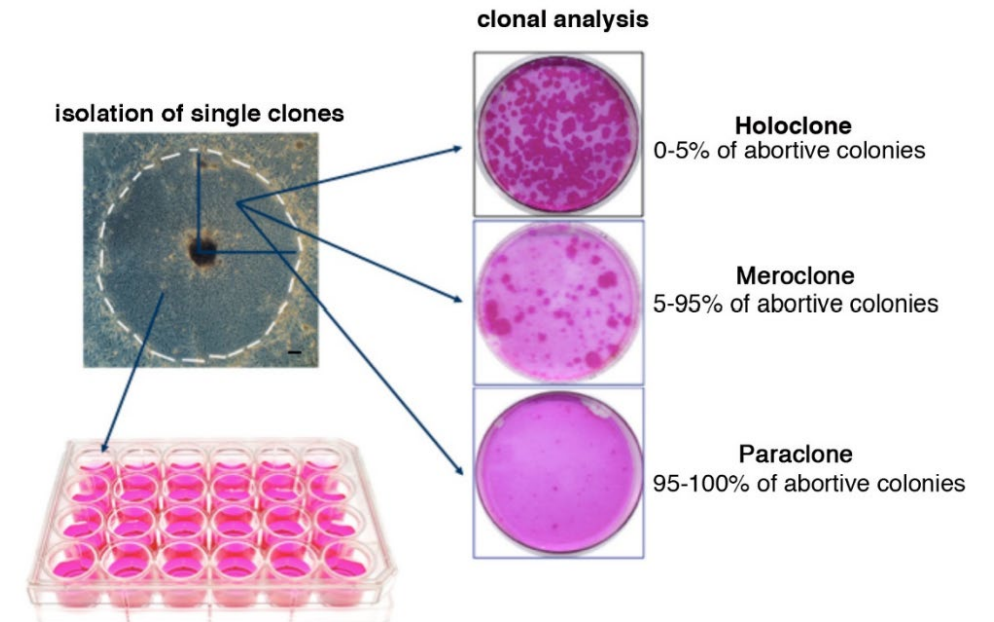 clonal analysis
isolation of single clones
Holoclone
0-5% of abortive colonies
Meroclone
5-95% of abortive colonies
Paraclone
95-100% of abortive colonies